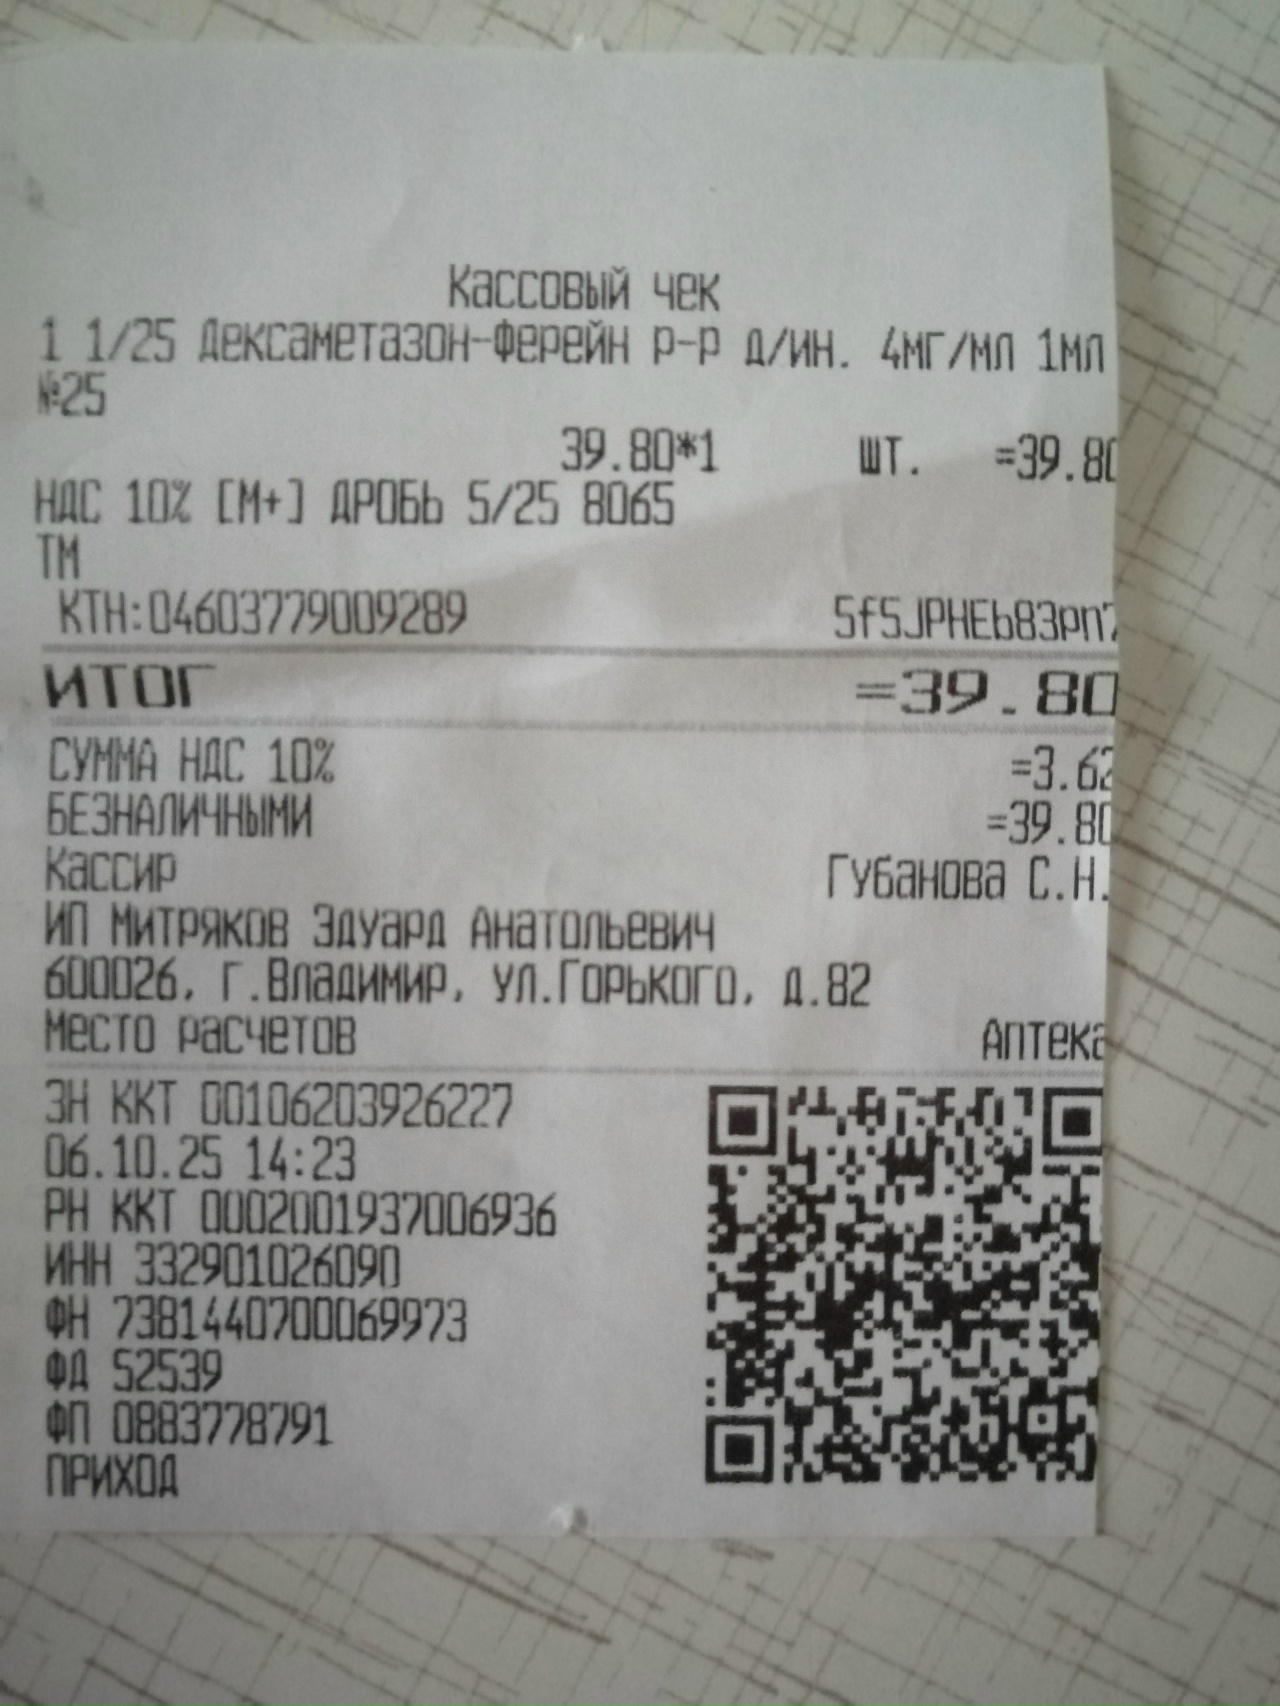 Кассовый чек
1 1/25 Дексаметазон-Ферейн р-р д/ин. 4мг/мл 1мл
№25
39.80*1 шт. =39.80
НДС 10% [М+] ДРОБЬ 5/25 8065
ТМ
КТН:04603779009289 5f5JPHEb83pn7
ИТОГ =39.80
СУММА НДС 10% =3.62
БЕЗНАЛИЧНЫМИ =39.80
Кассир Губанова С.Н.
ИП Митряков Эдуард Анатольевич
600026, г.Владимир, ул.Горького, д.82
Место расчетов Аптека
ЗН ККТ 00106203926227
06.10.25 14:23
РН ККТ 0002001937006936
ИНН 332901026090
ФН 7381440700069973
ФД 52539
ФП 0883778791
ПРИХОД